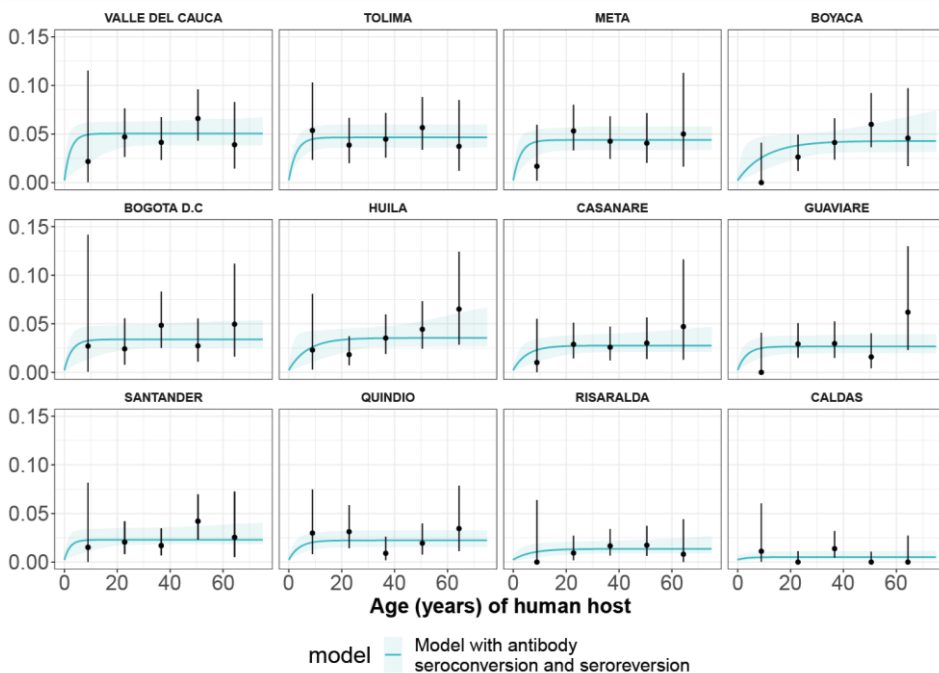 VALLE DEL CAUCA TOLIMA META BOYACA
0.15
0.10
0.05
0.00
BOGOTA D.C HUILA CASANARE GUAVIARE
0.15
0.10
0.05
0.00
SANTANDER QUINDIO RISARALDA CALDAS
0.15
0.10
0.05
0.00
0 20 40 60 0 20 40 60 0 20 40 60 0 20 40 60
Age (years) of human host
model Model with antibody
seroconversion and seroreversion